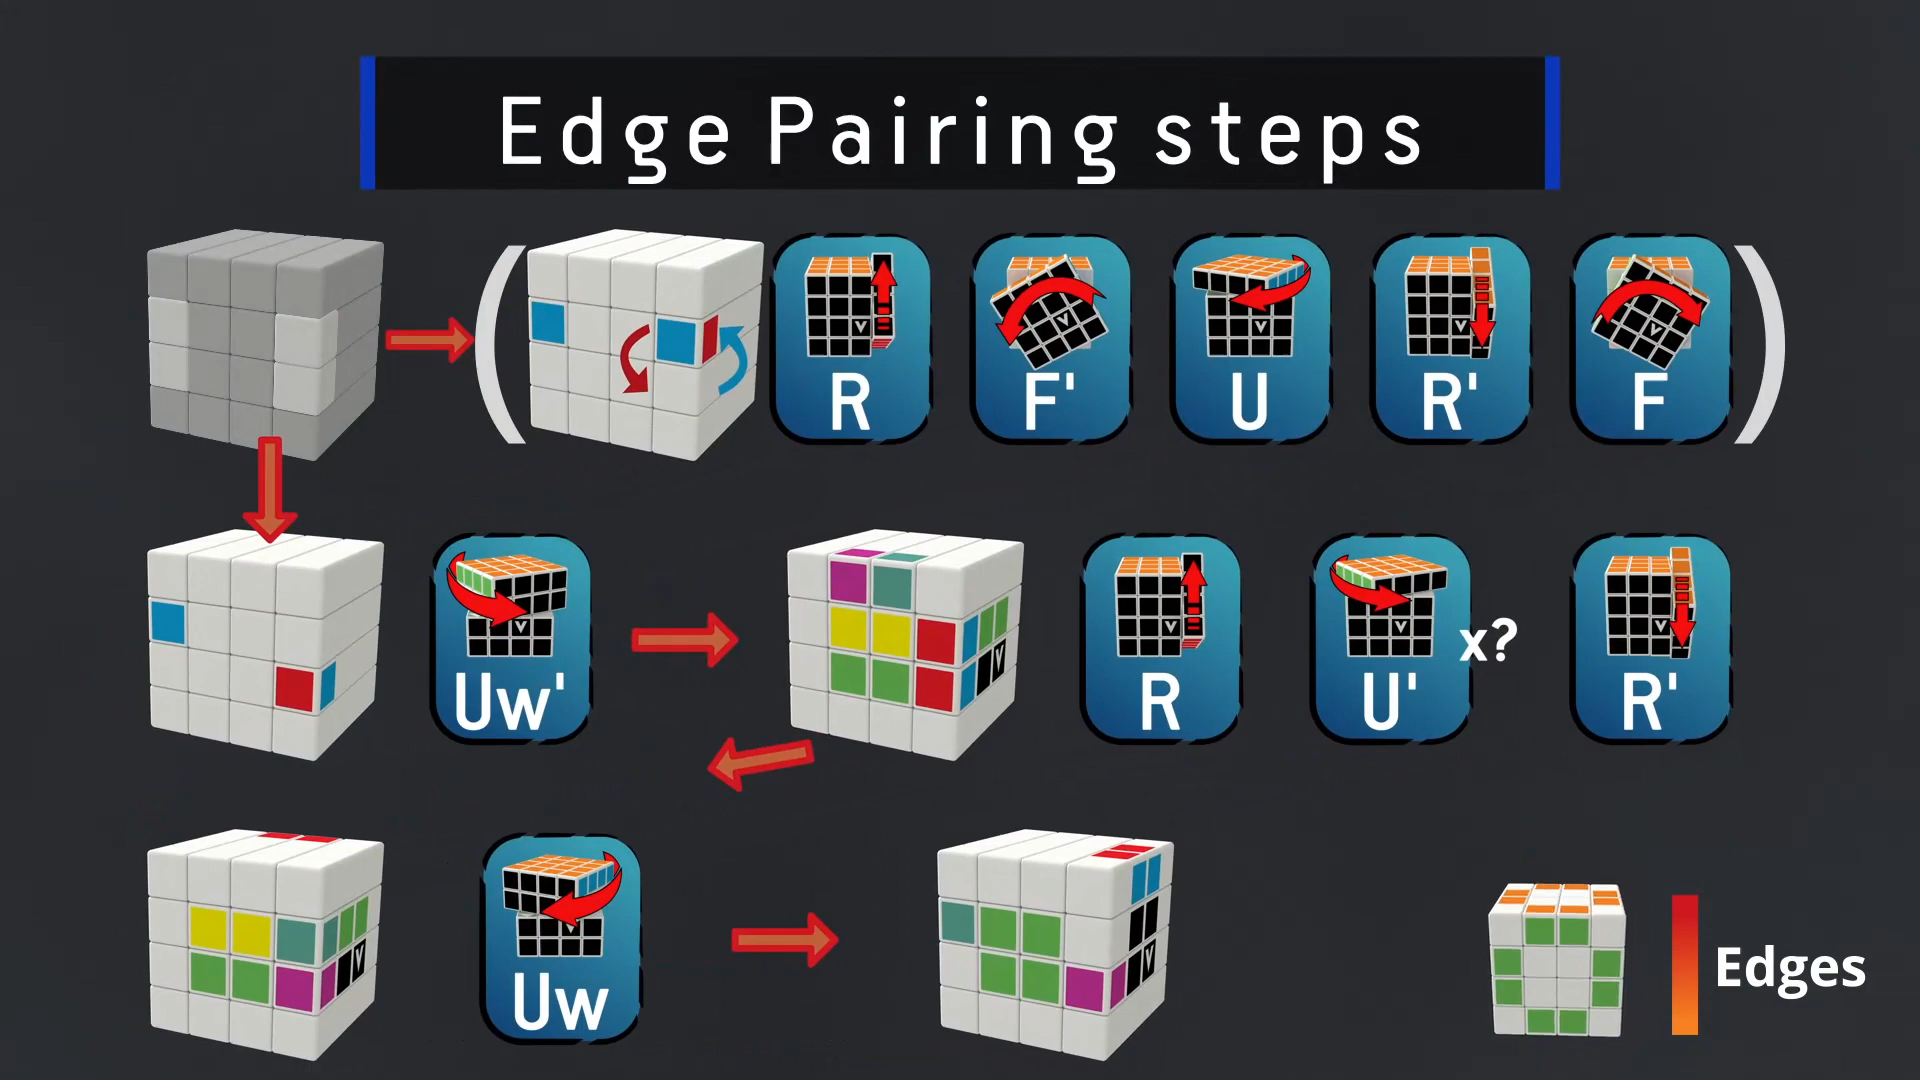 Edge Pairing steps
( R F' U R' F )
Uw' R U' x? R'
Uw
Edges